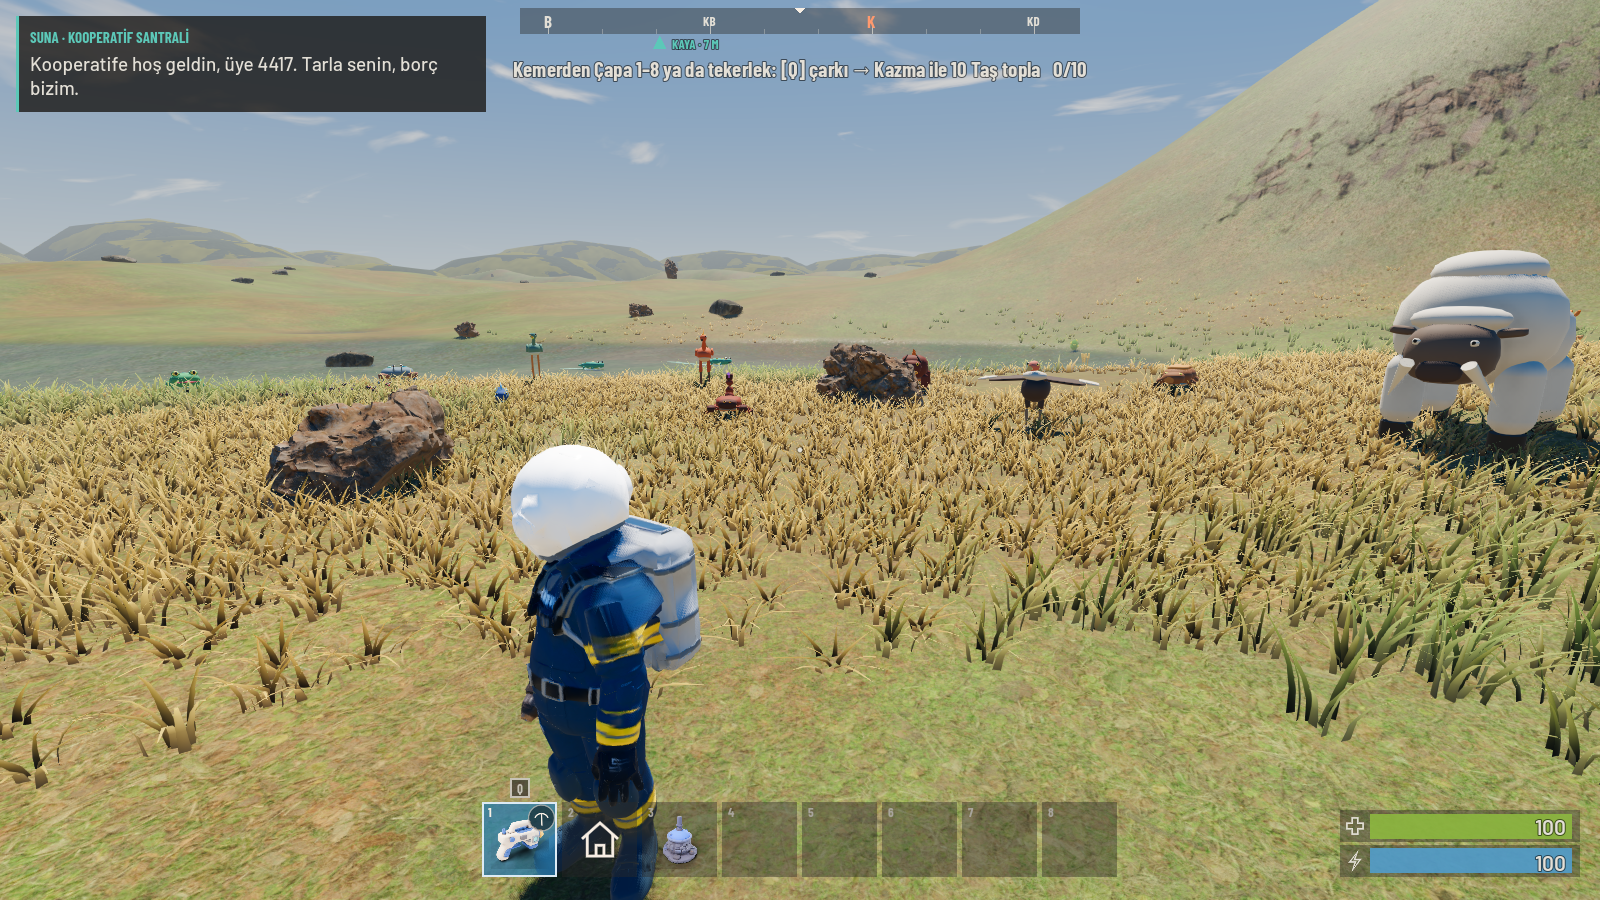 SUNA · KOOPERATİF SANTRALİ
Kooperatife hoş geldin, üye 4417. Tarla senin, borç
bizim.
B KB K KD
KAYA · 7 M
Kemerden Çapa 1-8 ya da tekerlek: [Q] çarkı → Kazma ile 10 Taş topla 0/10
Q
1 2 3 4 5 6 7 8
100
100